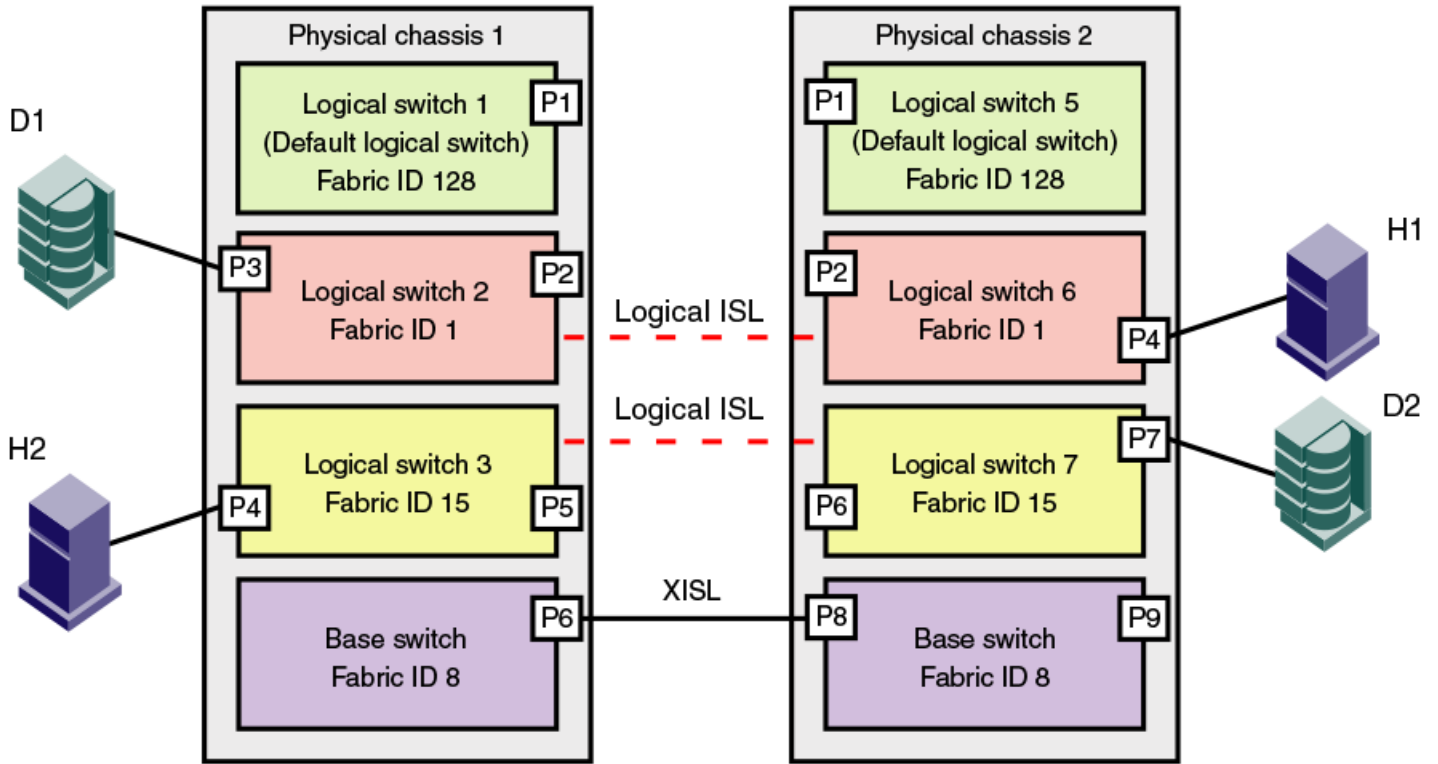 Physical chassis 1
Logical switch 1
(Default logical switch)
Fabric ID 128
P1
D1
P3
Logical switch 2
Fabric ID 1
P2
H2
P4
Logical switch 3
Fabric ID 15
P5
Base switch
Fabric ID 8
P6
Logical ISL
Logical ISL
XISL
Physical chassis 2
P1
Logical switch 5
(Default logical switch)
Fabric ID 128
P2
Logical switch 6
Fabric ID 1
P4
H1
P6
Logical switch 7
Fabric ID 15
P7
D2
P8
Base switch
Fabric ID 8
P9